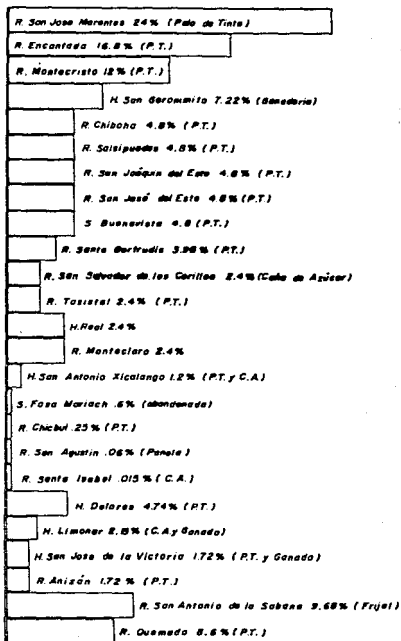 R. San Jose Morentes 24% (Palo de Tinte)
R. Encantada 16.8% (P.T.)
R. Montecristo 12% (P.T.)
H. San Geronimito 7.22% (Ganaderia)
R. Chiboha 4.8% (P.T.)
R. Salsipuedes 4.8% (P.T.)
R. San Joaquin del Este 4.8% (P.T.)
R. San José del Este 4.8% (P.T.)
S. Buenavista 4.8 (P.T.)
R. Santa Gertrudis 3.98% (P.T.)
R. San Salvador de los Cerillos 2.4% (Caña de Azúcar)
R. Tasistal 2.4% (P.T.)
H. Real 2.4%
R. Monteclaro 2.4%
H. San Antonio Xicalango 1.2% (P.T. y C.A.)
S. Fosa Mariach .6% (abandonada)
R. Chicbul .25% (P.T.)
R. San Agustin .06% (Panela)
R. Santa Isabel .015% (C.A.)
H. Dolores 4.74% (P.T.)
H. Limonar 2.15% (C.A y Ganado)
H. San Jose de la Victoria 1.72% (P.T. y Ganado)
R. Anizán 1.72 % (P.T.)
R. San Antonio de la Sabana 9.68% (Frijol)
R. Quemado 8.6% (P.T.)